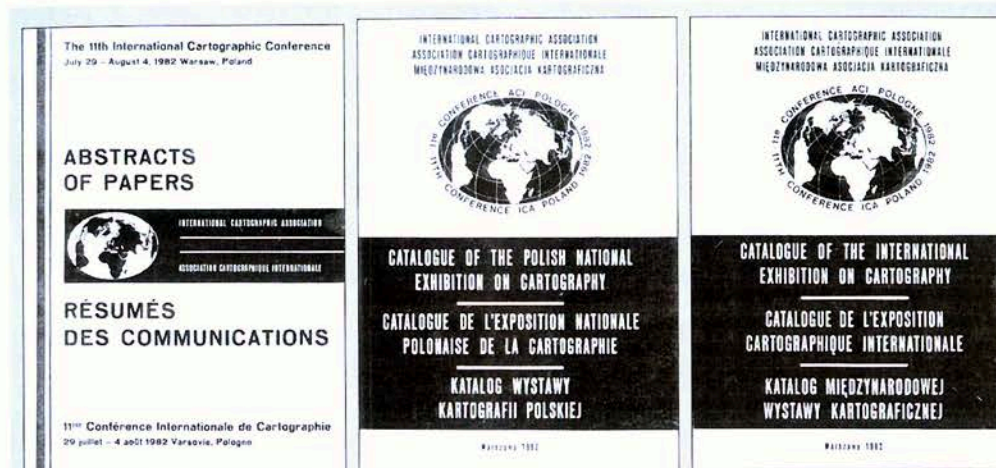 The 11th International Cartographic Conference
July 29 – August 4, 1982 Warsaw, Poland
ABSTRACTS
OF PAPERS
INTERNATIONAL CARTOGRAPHIC ASSOCIATION
ASSOCIATION CARTOGRAPHIQUE INTERNATIONALE
RÉSUMÉS
DES COMMUNICATIONS
11me Conférence Internationale de Cartographie
29 juillet – 4 août 1982 Varsovie, Pologne
INTERNATIONAL CARTOGRAPHIC ASSOCIATION
ASSOCIATION CARTOGRAPHIQUE INTERNATIONALE
MIĘDZYNARODOWA ASOCJACJA KARTOGRAFICZNA
11e CONFERENCE ACI POLOGNE 1982
11TH CONFERENCE ICA POLAND 1982
CATALOGUE OF THE POLISH NATIONAL
EXHIBITION ON CARTOGRAPHY
CATALOGUE DE L'EXPOSITION NATIONALE
POLONAISE DE LA CARTOGRAPHIE
KATALOG WYSTAWY
KARTOGRAFII POLSKIEJ
Warszawa 1982
INTERNATIONAL CARTOGRAPHIC ASSOCIATION
ASSOCIATION CARTOGRAPHIQUE INTERNATIONALE
MIĘDZYNARODOWA ASOCJACJA KARTOGRAFICZNA
11e CONFERENCE ACI POLOGNE 1982
11TH CONFERENCE ICA POLAND 1982
CATALOGUE OF THE INTERNATIONAL
EXHIBITION ON CARTOGRAPHY
CATALOGUE DE L'EXPOSITION
CARTOGRAPHIQUE INTERNATIONALE
KATALOG MIĘDZYNARODOWEJ
WYSTAWY KARTOGRAFICZNEJ
Warszawa 1982